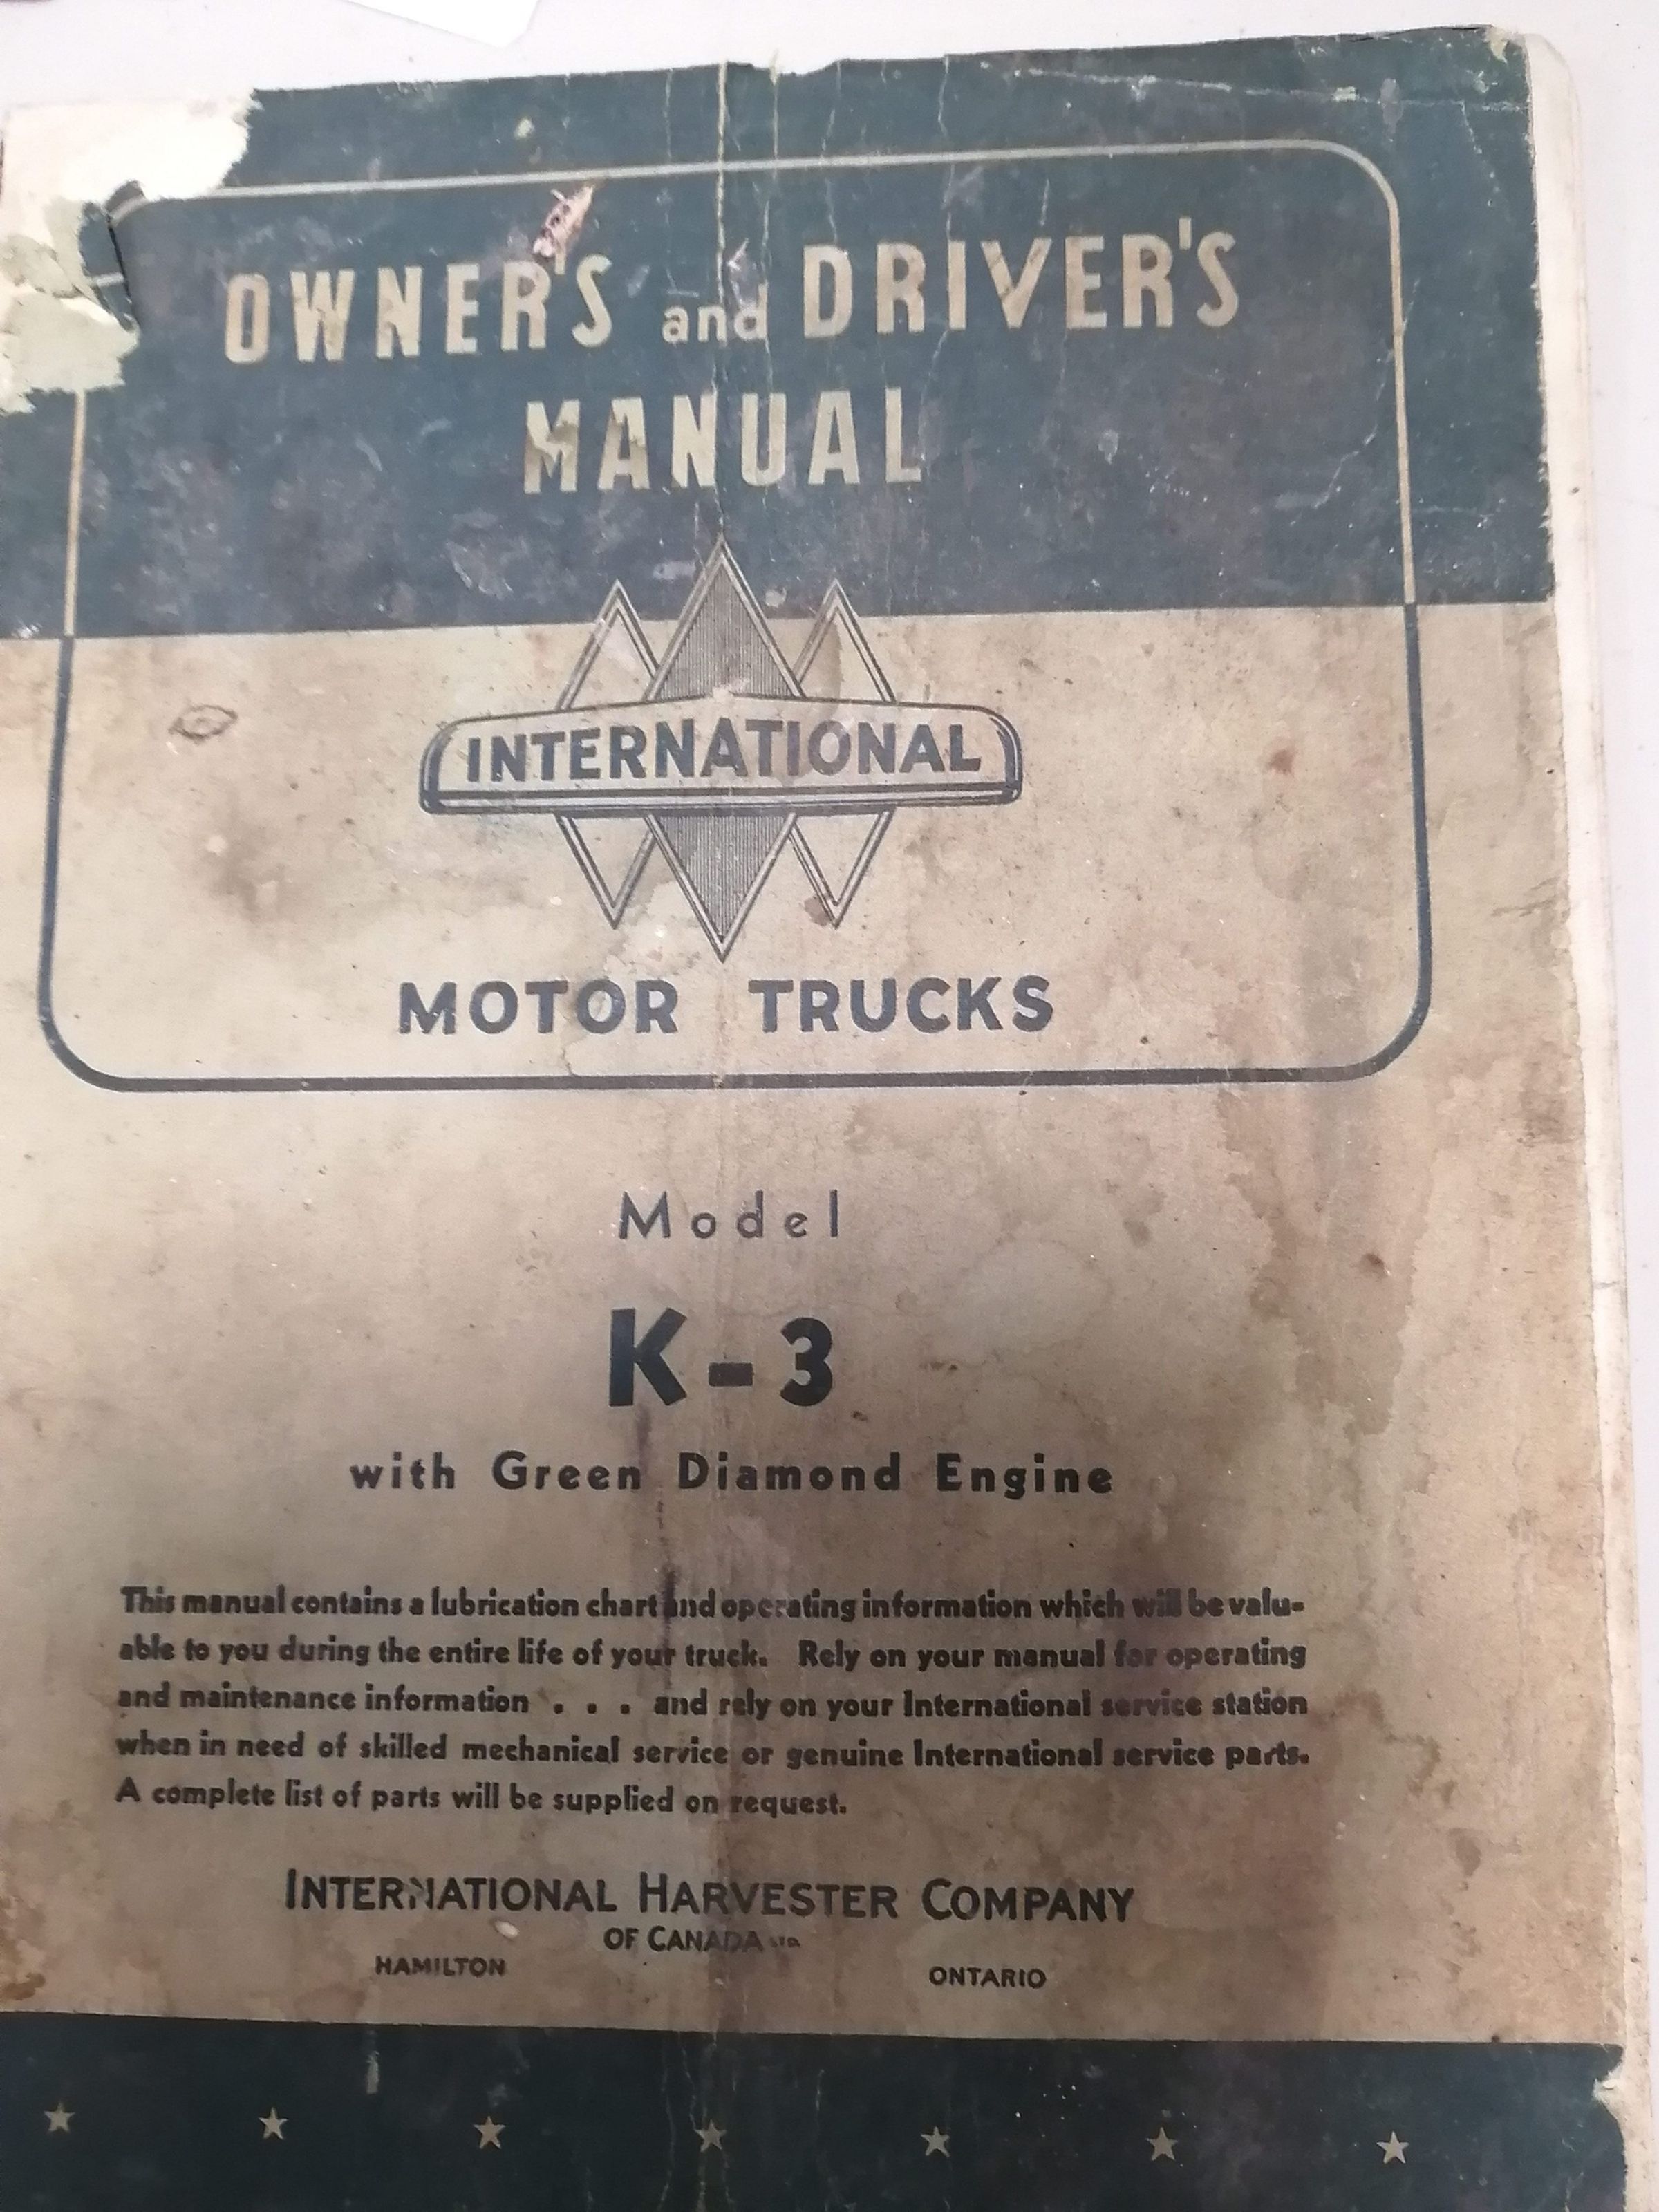 OWNER'S and DRIVER'S
MANUAL
INTERNATIONAL
MOTOR TRUCKS
Model
K-3
with Green Diamond Engine
This manual contains a lubrication chart and operating information which will be valu-
able to you during the entire life of your truck. Rely on your manual for operating
and maintenance information . . . and rely on your International service station
when in need of skilled mechanical service or genuine International service parts.
A complete list of parts will be supplied on request.
INTERNATIONAL HARVESTER COMPANY
OF CANADA LTD.
HAMILTON ONTARIO